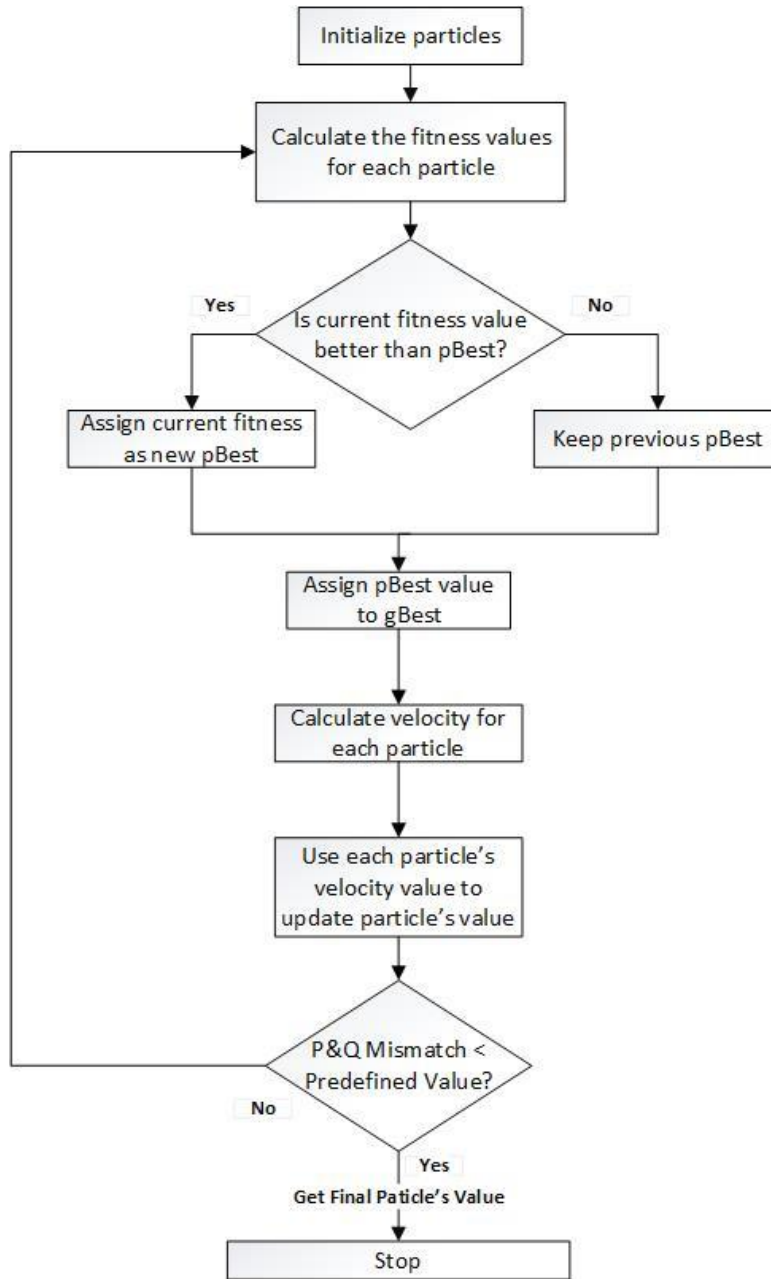 Initialize particles
Calculate the fitness values
for each particle
Yes
No
Is current fitness value
better than pBest?
Assign current fitness
as new pBest
Keep previous pBest
Assign pBest value
to gBest
Calculate velocity for
each particle
Use each particle's
velocity value to
update particle's value
P&Q Mismatch <
Predefined Value?
No
Yes
Get Final Paticle's Value
Stop